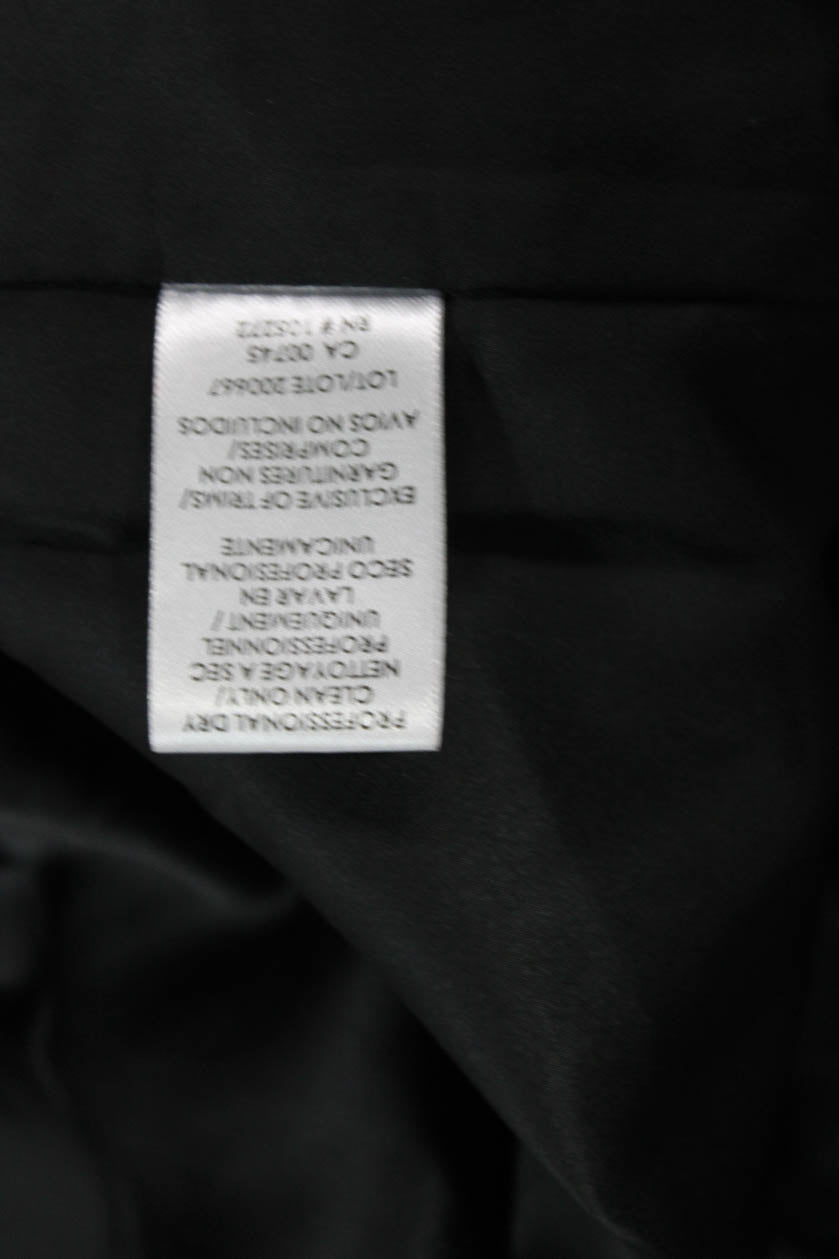 PROFESSIONAL DRY
CLEAN ONLY/
NETTOYAGE A SEC
PROFESSIONNEL
UNIQUEMENT/
LAVAR EN
SECO PROFESIONAL
UNICAMENTE
EXCLUSIVE OF TRIMS/
GARNITURES NON
COMPRISES/
AVIOS NO INCLUIDOS
LOT/LOTE 200667
CA 00745
RN # 105272